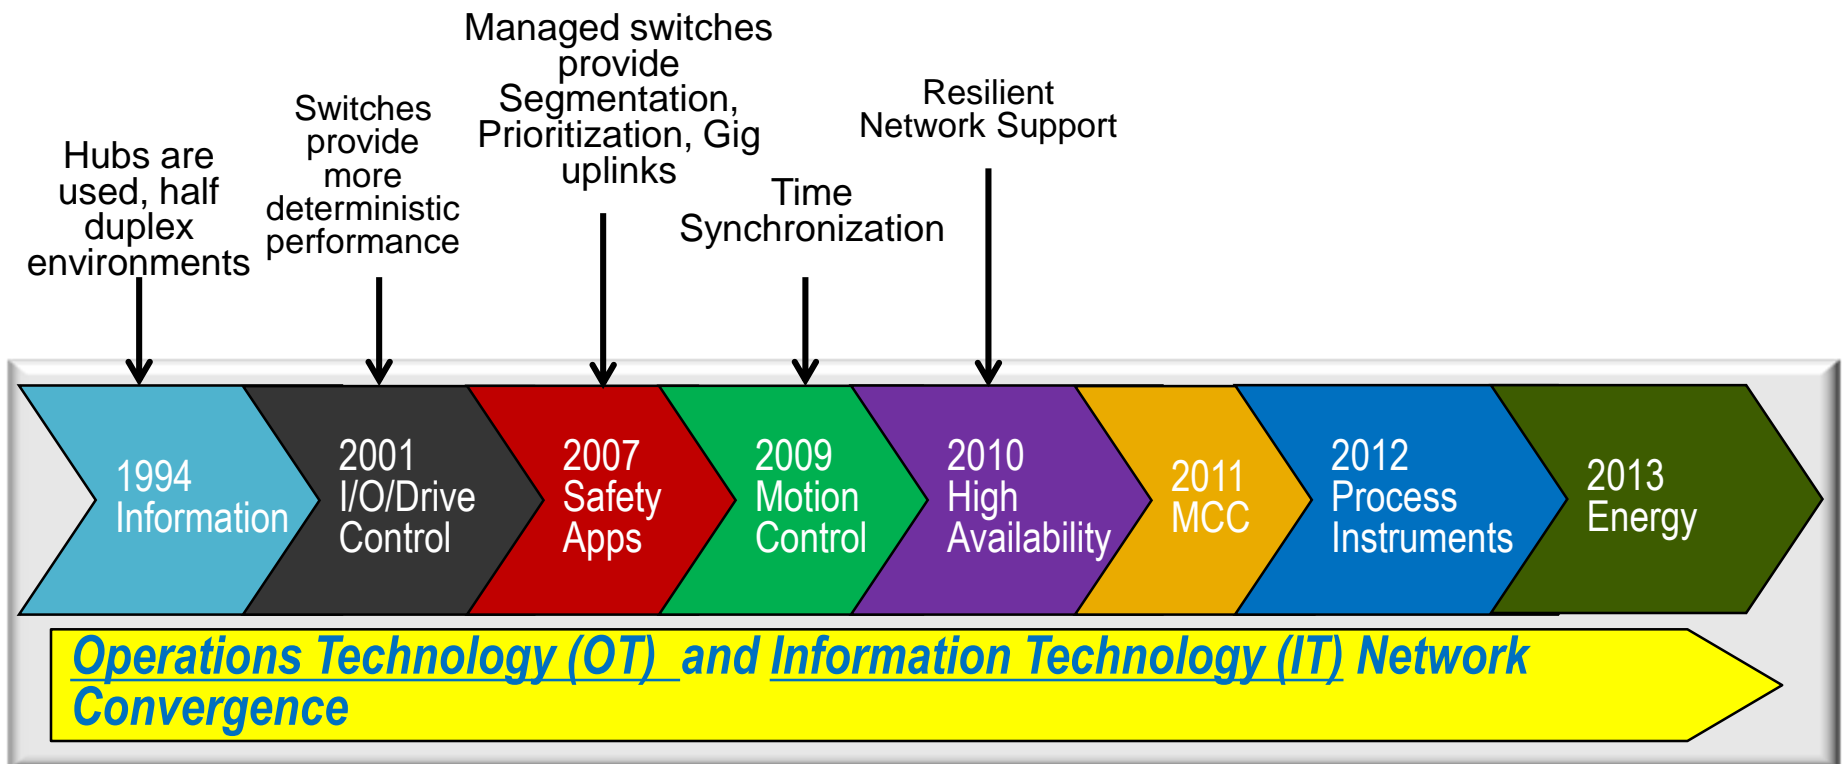 Hubs are
used, half
duplex
environments
Switches
provide
more
deterministic
performance
Managed switches
provide
Segmentation,
Prioritization, Gig
uplinks
Time
Synchronization
Resilient
Network Support
1994
Information
2001
I/O/Drive
Control
2007
Safety
Apps
2009
Motion
Control
2010
High
Availability
2011
MCC
2012
Process
Instruments
2013
Energy
Operations Technology (OT) and Information Technology (IT) Network
Convergence